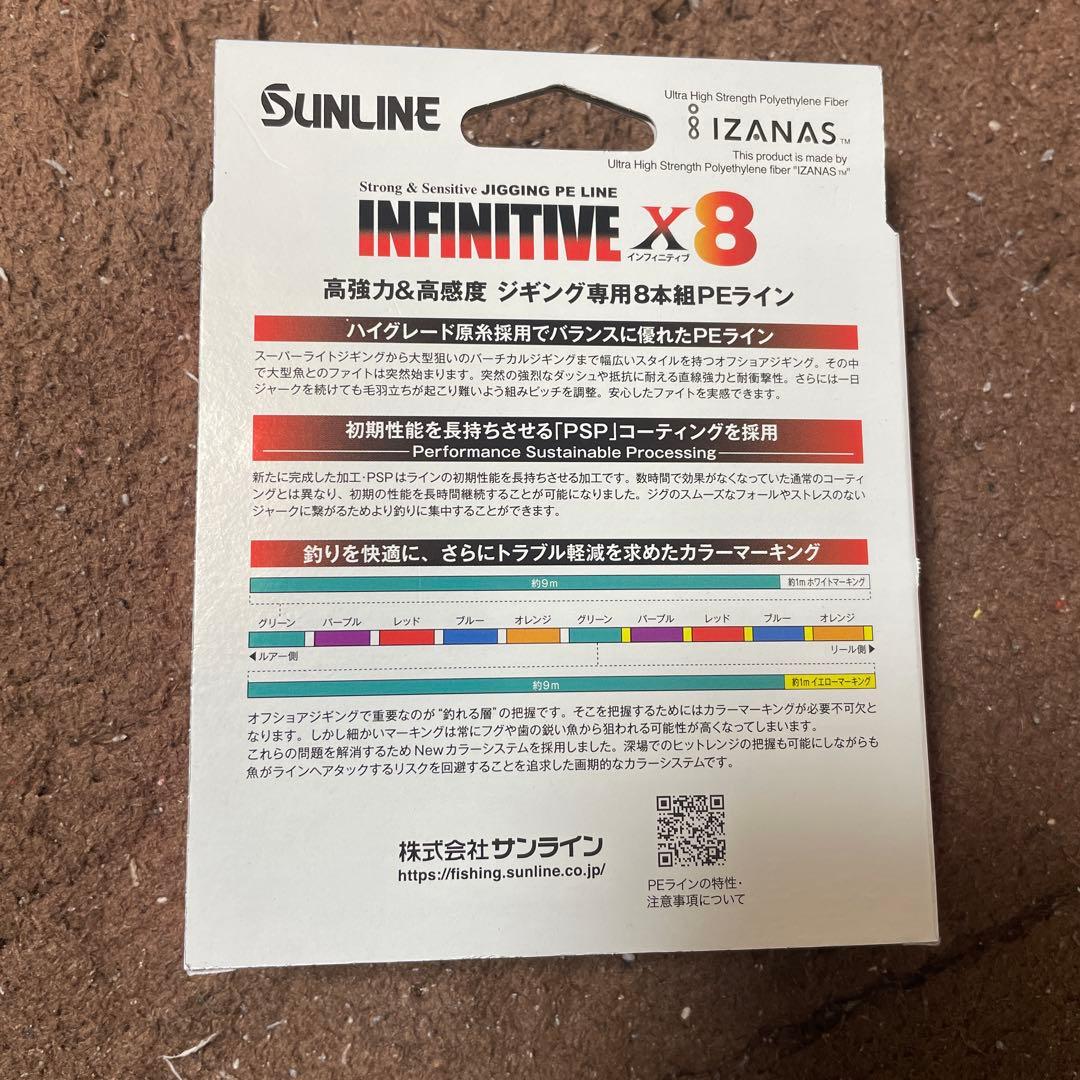 SUNLINE
Ultra High Strength Polyethylene Fiber
IZANAS™
This product is made by
Ultra High Strength Polyethylene fiber "IZANAS™"
Strong & Sensitive JIGGING PE LINE
INFINITIVE X8
インフィニティブ
高強力&高感度 ジギング専用8本組PEライン
ハイグレード原糸採用でバランスに優れたPEライン
スーパーライトジギングから大型狙いのバーチカルジギングまで幅広いスタイルを持つオフショアジギング。その中
で大型魚とのファイトは突然始まります。突然の強烈なダッシュや抵抗に耐える直線強力と耐衝撃性。さらには一日
ジャークを続けても毛羽立ちが起こり難いよう組みピッチを調整。安心したファイトを実感できます。
初期性能を長持ちさせる「PSP」コーティングを採用
Performance Sustainable Processing
新たに完成した加工・PSPはラインの初期性能を長持ちさせる加工です。数時間で効果がなくなっていた通常のコーティ
ングとは異なり、初期の性能を長時間継続することが可能になりました。ジグのスムーズなフォールやストレスのない
ジャークに繋がるためより釣りに集中することができます。
釣りを快適に、さらにトラブル軽減を求めたカラーマーキング
約9m 約1mホワイトマーキング
グリーン パープル レッド ブルー オレンジ グリーン パープル レッド ブルー オレンジ
◀ルアー側 リール側▶
約9m 約1mイエローマーキング
オフショアジギングで重要なのが“釣れる層”の把握です。そこを把握するためにはカラーマーキングが必要不可欠と
なります。しかし細かいマーキングは常にフグや歯の鋭い魚から狙われる可能性が高くなってしまいます。
これらの問題を解消するためNewカラーシステムを採用しました。深場でのヒットレンジの把握も可能にしながらも
魚がラインへアタックするリスクを回避することを追求した画期的なカラーシステムです。
株式会社サンライン
https://fishing.sunline.co.jp/
PEラインの特性・
注意事項について